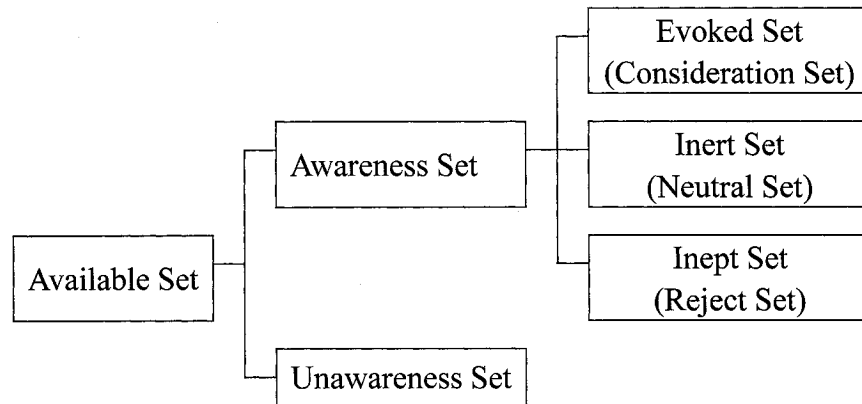 Evoked Set
(Consideration Set)
Awareness Set
Inert Set
(Neutral Set)
Available Set
Inept Set
(Reject Set)
Unawareness Set